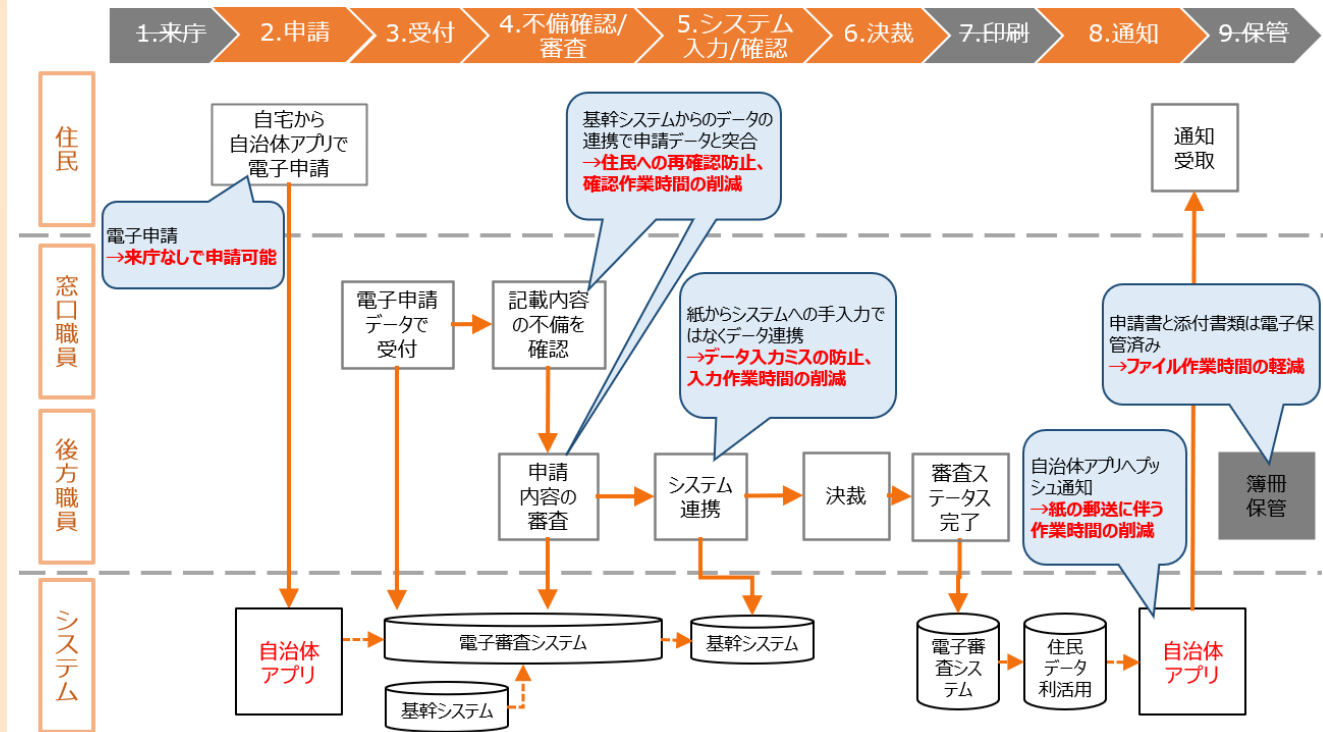 1.来庁
2.申請
3.受付
4.不備確認/
審査
5.システム
入力/確認
6.決裁
7.印刷
8.通知
9.保管
住民
自宅から
自治体アプリで
電子申請
基幹システムからのデータの
連携で申請データと突合
→住民への再確認防止、
確認作業時間の削減
通知
受取
電子申請
→来庁なしで申請可能
窓口職員
電子申請
データで
受付
記載内容
の不備を
確認
紙からシステムへの手入力で
はなくデータ連携
→データ入力ミスの防止、
入力作業時間の削減
申請書と添付書類は電子保
管済み
→ファイル作業時間の軽減
後方職員
申請
内容の
審査
システム
連携
決裁
審査ス
テータス
完了
自治体アプリへプッ
シュ通知
→紙の郵送に伴う
作業時間の削減
簿冊
保管
システム
自治体
アプリ
電子審査システム
基幹システム
基幹システム
電子審
査シス
テム
住民
データ
利活用
自治体
アプリ